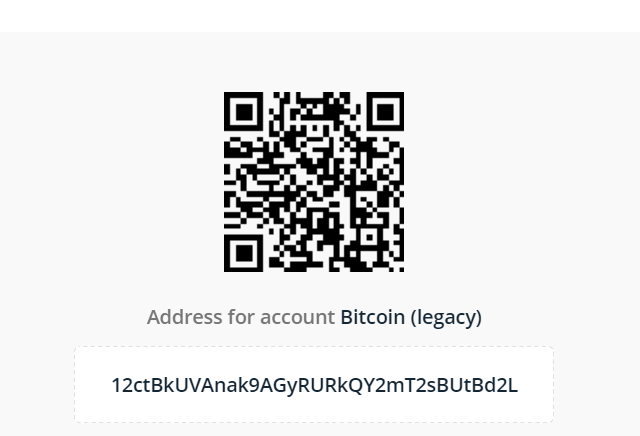 Address for account Bitcoin (legacy)
12ctBkUVAnak9AGyRURkQY2mT2sBUtBd2L